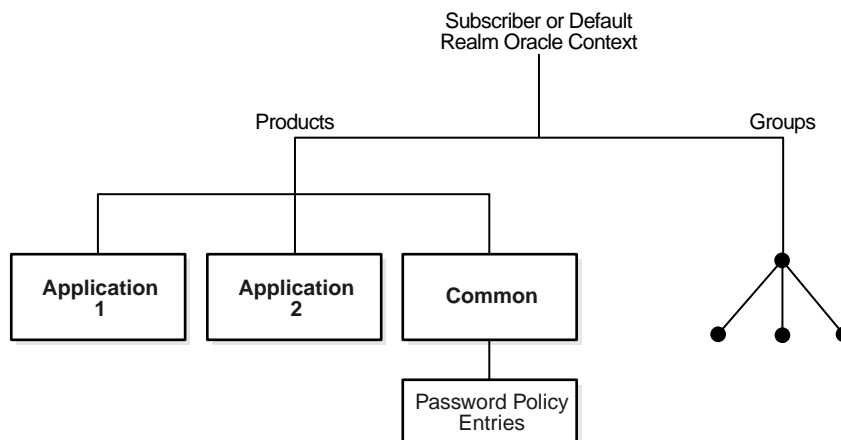 Subscriber or Default
Realm Oracle Context
Products
Groups
Application
1
Application
2
Common
Password Policy
Entries